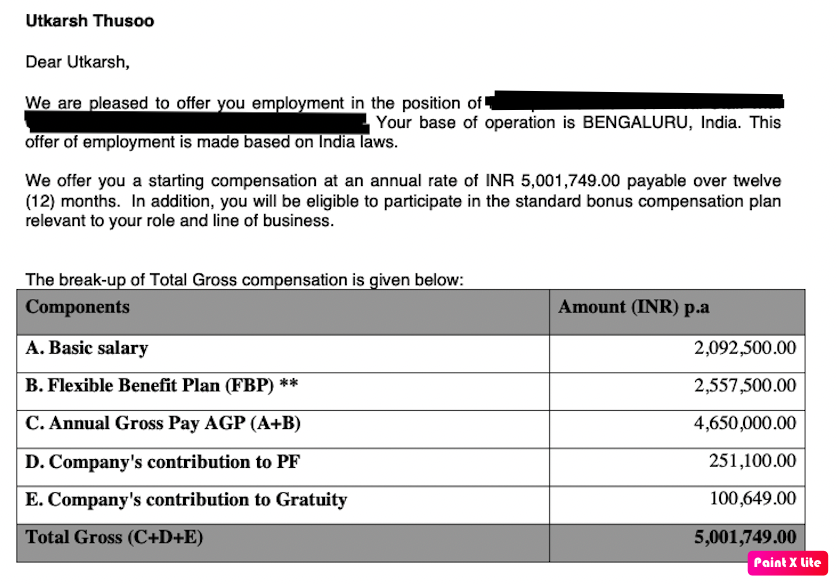 Utkarsh Thusoo
Dear Utkarsh,
We are pleased to offer you employment in the position of
Your base of operation is BENGALURU, India. This
offer of employment is made based on India laws.
We offer you a starting compensation at an annual rate of INR 5,001,749.00 payable over twelve
(12) months. In addition, you will be eligible to participate in the standard bonus compensation plan
relevant to your role and line of business.
The break-up of Total Gross compensation is given below:
Components Amount (INR) p.a
A. Basic salary 2,092,500.00
B. Flexible Benefit Plan (FBP) ** 2,557,500.00
C. Annual Gross Pay AGP (A+B) 4,650,000.00
D. Company's contribution to PF 251,100.00
E. Company's contribution to Gratuity 100,649.00
Total Gross (C+D+E) 5,001,749.00
Paint X Lite